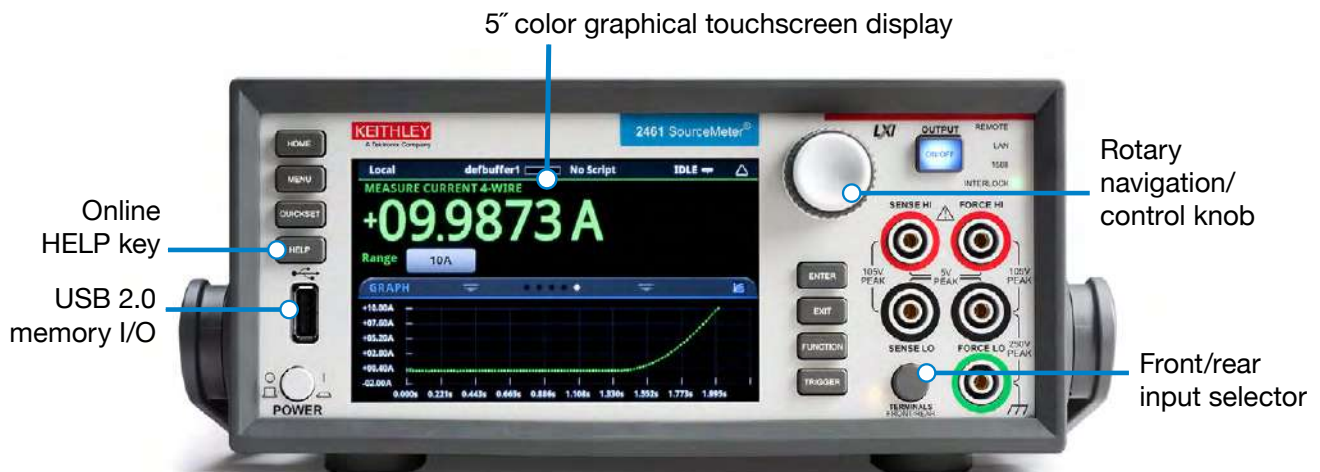 5˝ color graphical touchscreen display
KEITHLEY
A Tektronix Company
2461 SourceMeter®
LXI
OUTPUT
ON/OFF
REMOTE
LAN
1588
INTERLOCK
HOME
MENU
QUICKSET
HELP
Online
HELP key
USB 2.0
memory I/O
POWER
Local defbuffer1 No Script IDLE
MEASURE CURRENT 4-WIRE
+09.9873 A
Range 10A
GRAPH
+10.00A
+07.60A
+05.20A
+02.80A
+00.40A
-02.00A
0.000s 0.221s 0.443s 0.665s 0.886s 1.108s 1.330s 1.552s 1.773s 1.995s
ENTER
EXIT
FUNCTION
TRIGGER
SENSE HI FORCE HI
105V
PEAK
5V
PEAK
105V
PEAK
SENSE LO FORCE LO
250V
PEAK
TERMINALS
FRONT/REAR
Rotary
navigation/
control knob
Front/rear
input selector